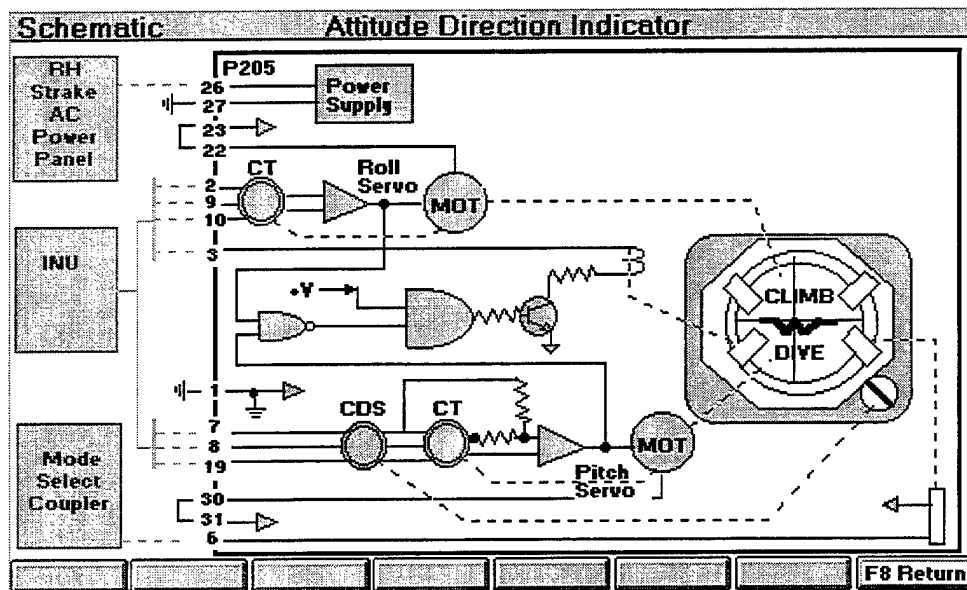 Schematic
Attitude Direction Indicator
RH
Strake
AC
Power
Panel
P205
26
27
23
22
2
9
10
3
Power
Supply
CT
Roll
Servo
MOT
INU
+V
CLIMB
DIVE
1
7
8
19
30
31
6
CDS
CT
MOT
Pitch
Servo
Mode
Select
Coupler
F8 Return